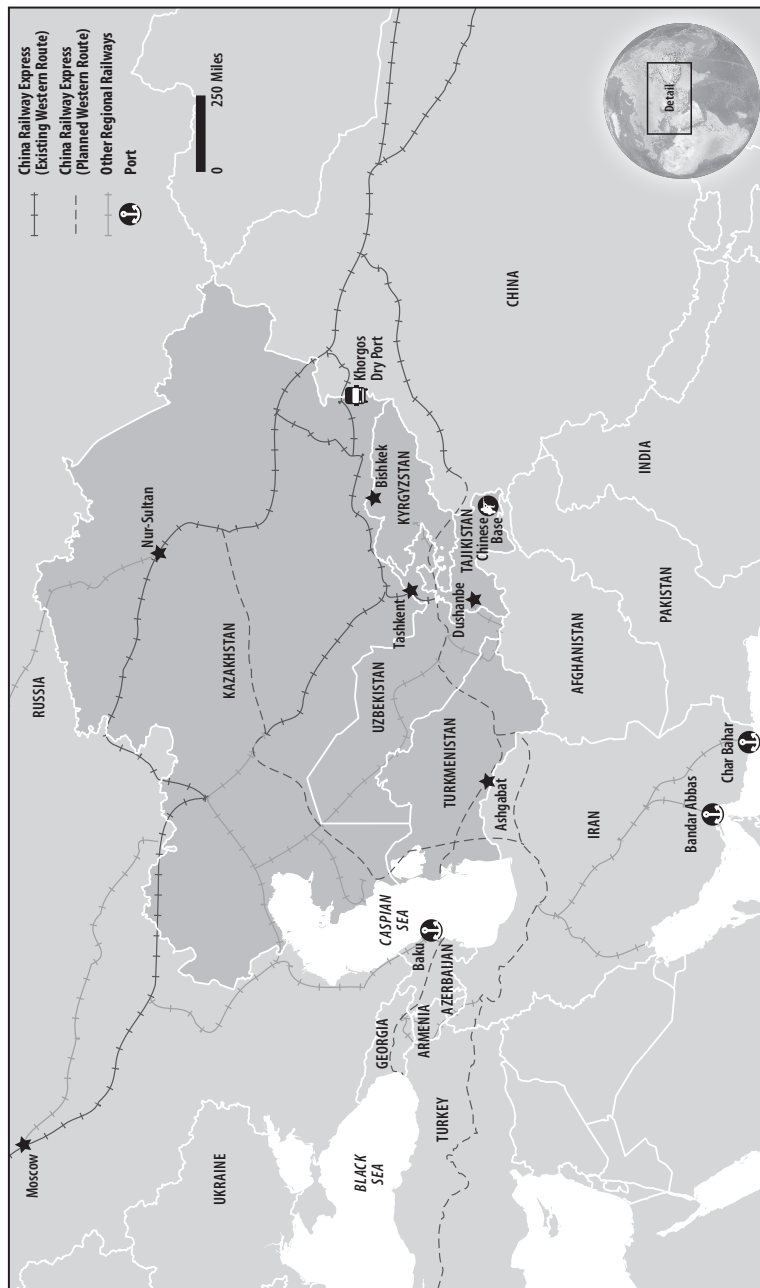 China Railway Express
(Existing Western Route)
China Railway Express
(Planned Western Route)
Other Regional Railways
Port
0
250 Miles
Detail
Moscow
RUSSIA
Nur-Sultan
UKRAINE
KAZAKHSTAN
Khorgos
Dry Port
BLACK
SEA
GEORGIA
CASPIAN
SEA
Bishkek
KYRGYZSTAN
Tashkent
UZBEKISTAN
ARMENIA
Baku
AZERBAIJAN
TURKEY
TURKMENISTAN
Dushanbe
TAJIKISTAN
Chinese
Base
CHINA
Ashgabat
AFGHANISTAN
IRAN
PAKISTAN
INDIA
Bandar Abbas
Char Bahar